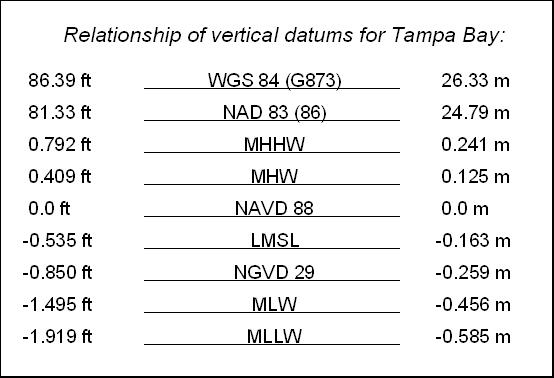 Relationship of vertical datums for Tampa Bay:
86.39 ft WGS 84 (G873) 26.33 m
81.33 ft NAD 83 (86) 24.79 m
0.792 ft MHHW 0.241 m
0.409 ft MHW 0.125 m
0.0 ft NAVD 88 0.0 m
-0.535 ft LMSL -0.163 m
-0.850 ft NGVD 29 -0.259 m
-1.495 ft MLW -0.456 m
-1.919 ft MLLW -0.585 m